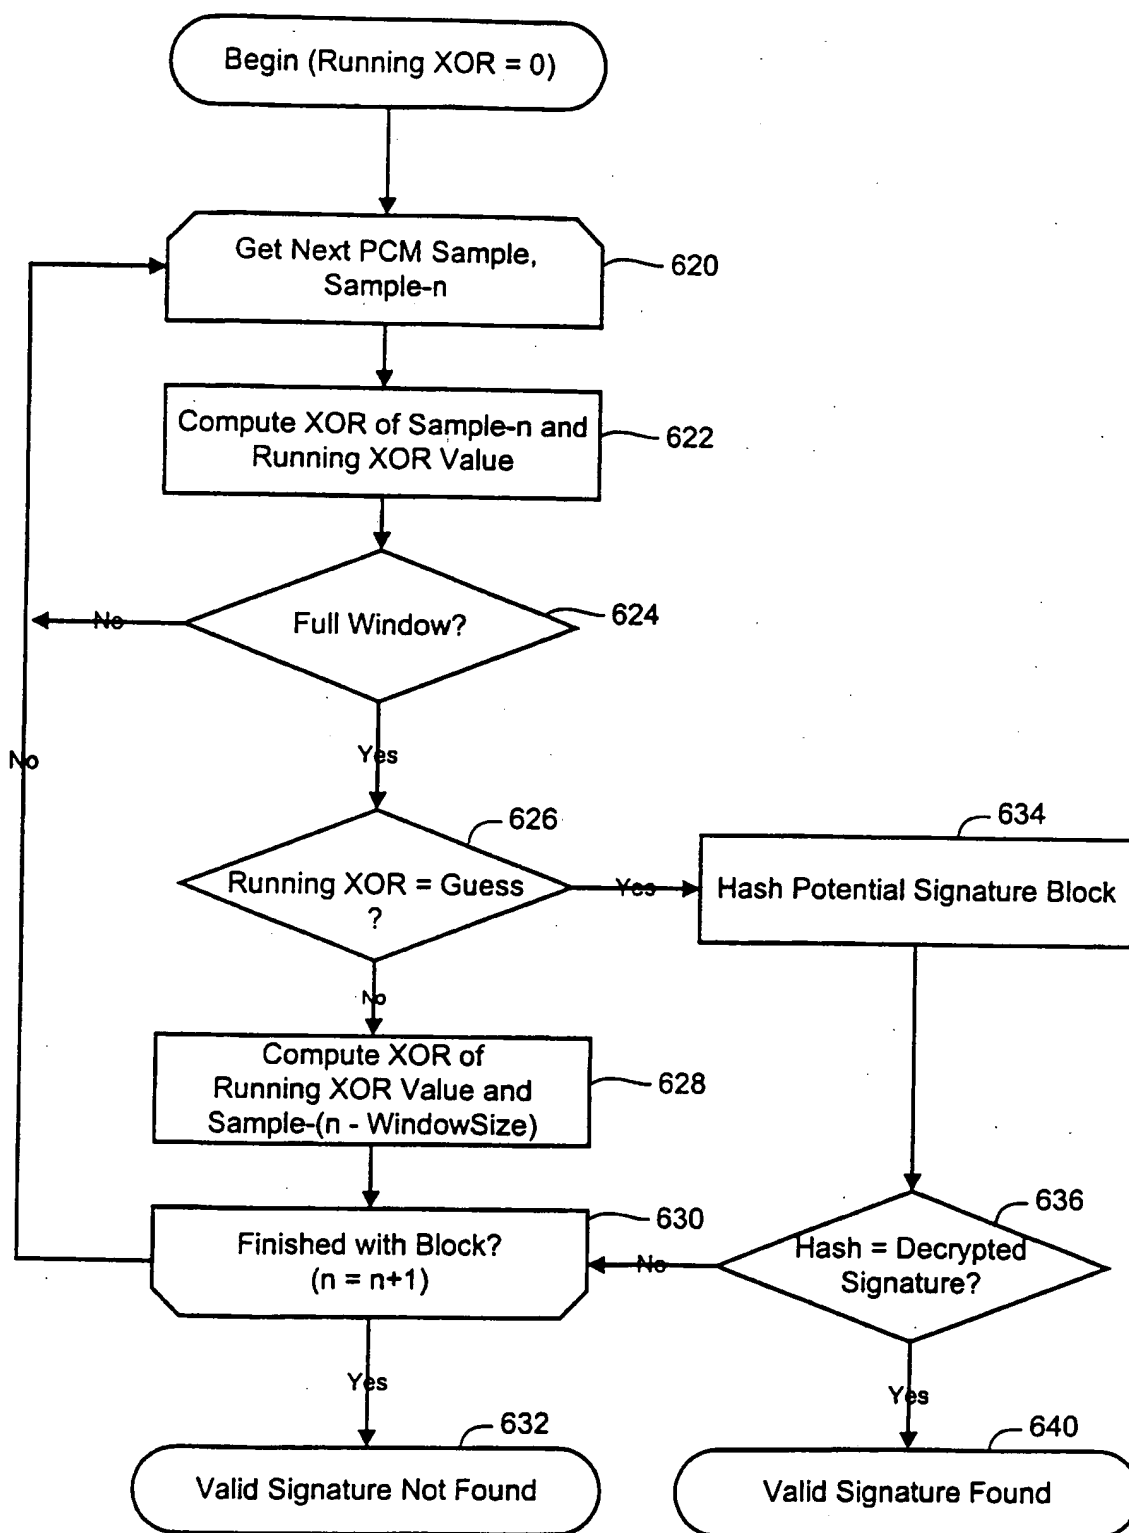 Begin (Running XOR = 0)
Get Next PCM Sample,
Sample-n
620
Compute XOR of Sample-n and
Running XOR Value
622
Full Window?
624
No
No
Yes
626
Running XOR = Guess
?
Yes
634
Hash Potential Signature Block
No
Compute XOR of
Running XOR Value and
Sample-(n - WindowSize)
628
Finished with Block?
(n = n+1)
630
No
Hash = Decrypted
Signature?
636
Yes
Yes
632
Valid Signature Not Found
640
Valid Signature Found